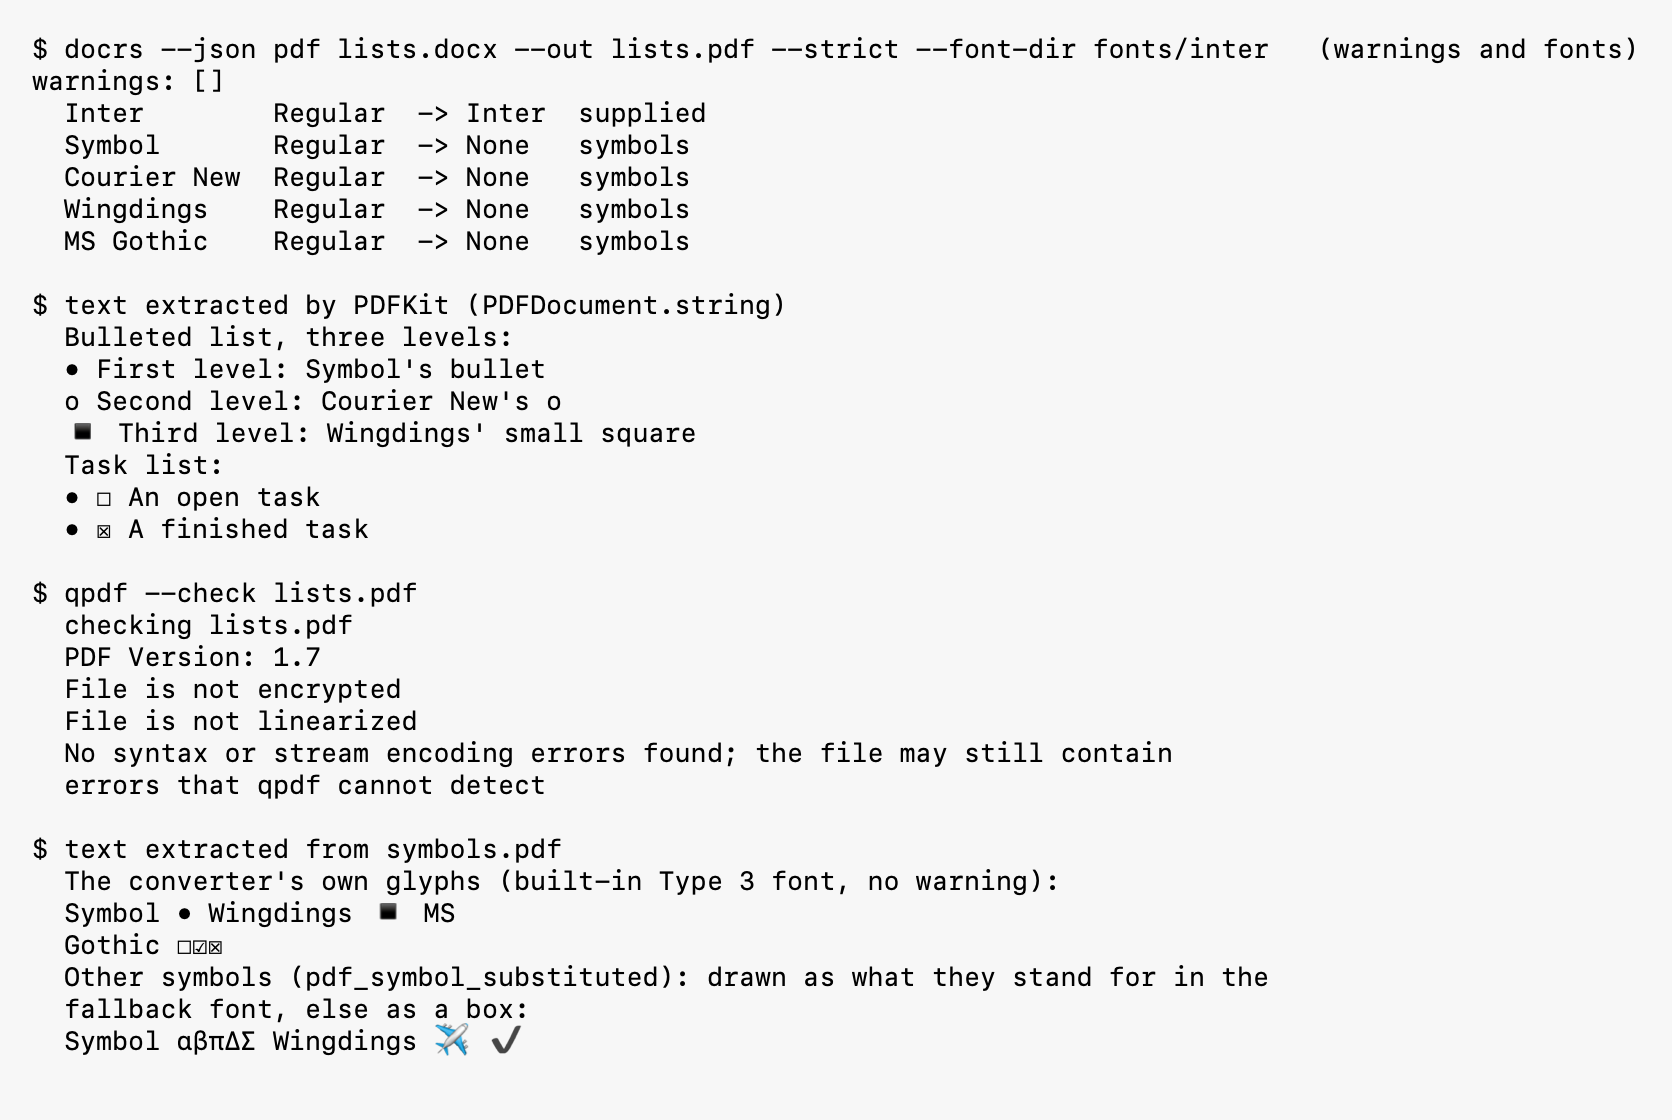 $ docrs --json pdf lists.docx --out lists.pdf --strict --font-dir fonts/inter   (warnings and fonts)
warnings: []
  Inter        Regular  -> Inter  supplied
  Symbol       Regular  -> None   symbols
  Courier New  Regular  -> None   symbols
  Wingdings    Regular  -> None   symbols
  MS Gothic    Regular  -> None   symbols

$ text extracted by PDFKit (PDFDocument.string)
  Bulleted list, three levels:
  • First level: Symbol's bullet
  o Second level: Courier New's o
  ▪ Third level: Wingdings' small square
  Task list:
  • ☐ An open task
  • ☒ A finished task

$ qpdf --check lists.pdf
  checking lists.pdf
  PDF Version: 1.7
  File is not encrypted
  File is not linearized
  No syntax or stream encoding errors found; the file may still contain
  errors that qpdf cannot detect

$ text extracted from symbols.pdf
  The converter's own glyphs (built-in Type 3 font, no warning):
  Symbol • Wingdings ▪ MS
  Gothic ☐☑☒
  Other symbols (pdf_symbol_substituted): drawn as what they stand for in the
  fallback font, else as a box:
  Symbol αβπΔΣ Wingdings ✈️ ✔